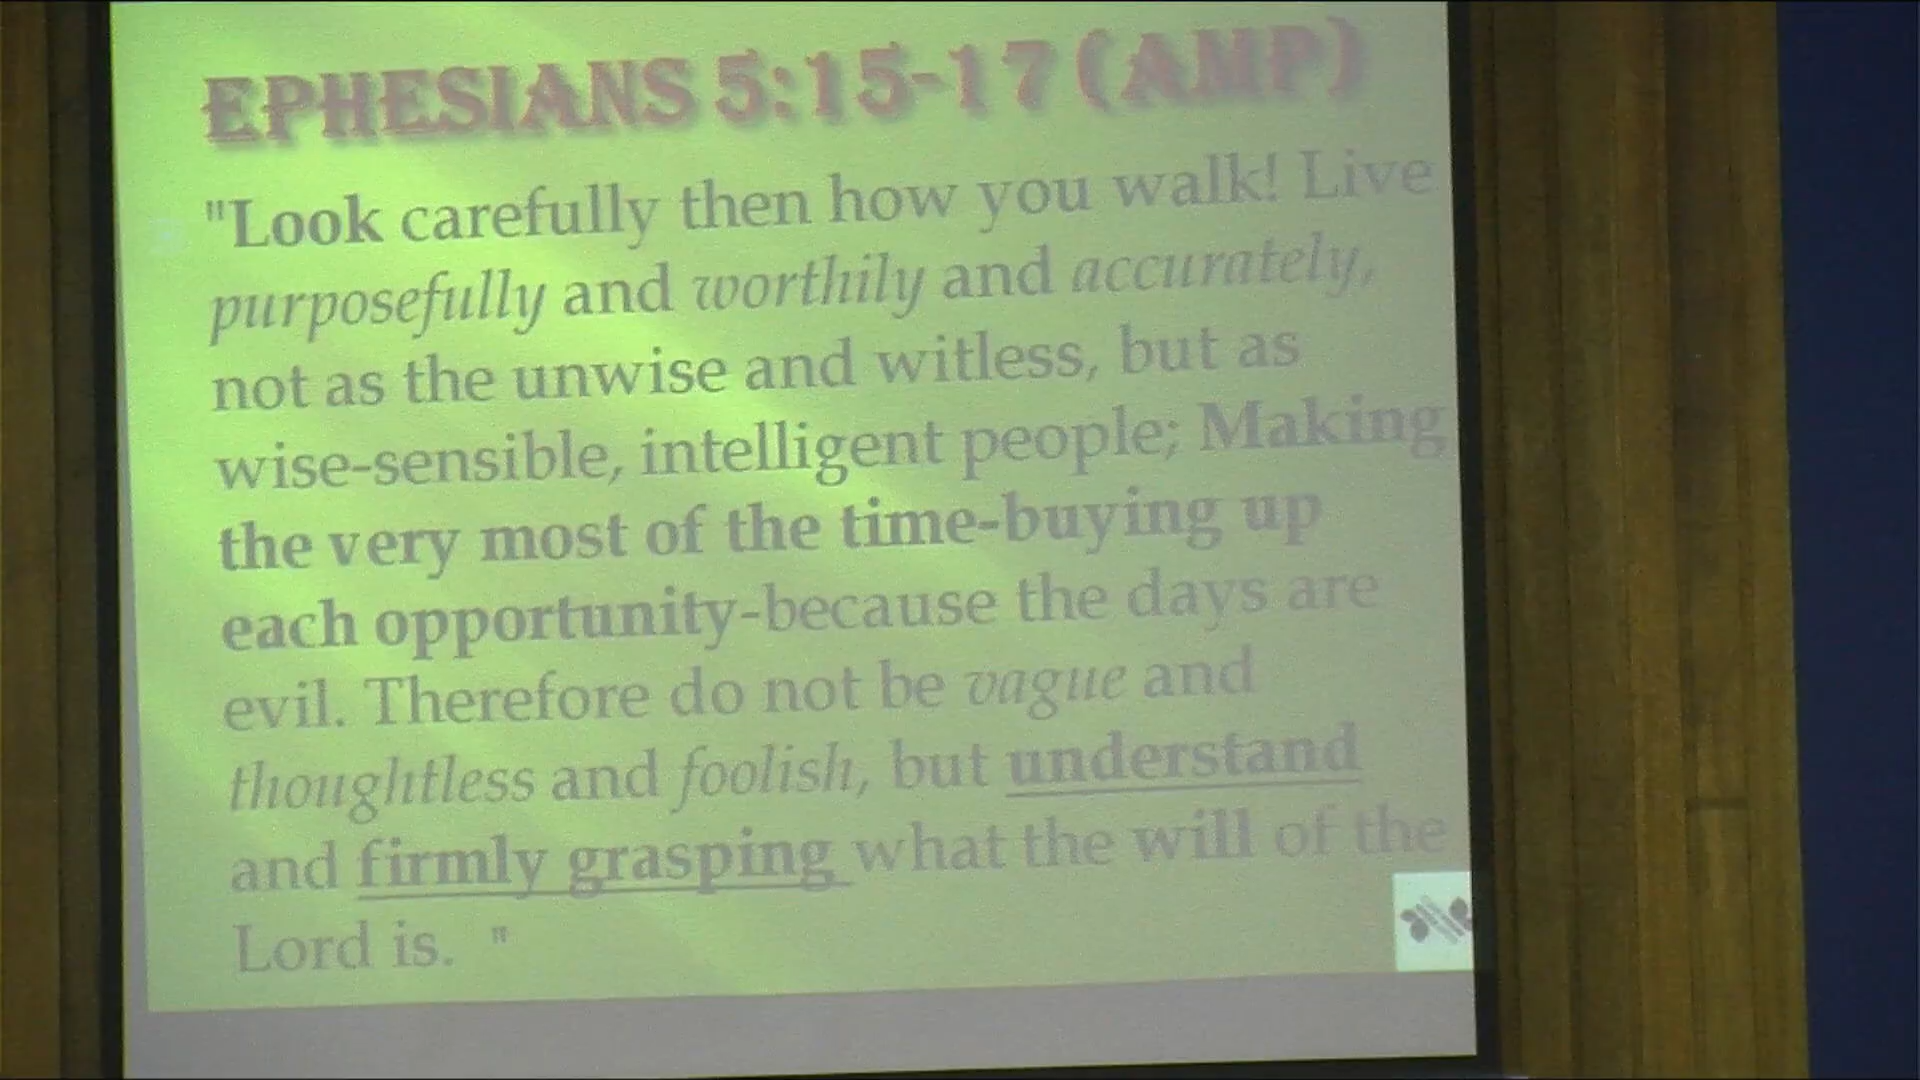 EPHESIANS 5:15-17 (AMP)
"Look carefully then how you walk! Live
purposefully and worthily and accurately,
not as the unwise and witless, but as
wise-sensible, intelligent people; Making
the very most of the time-buying up
each opportunity-because the days are
evil. Therefore do not be vague and
thoughtless and foolish, but understand
and firmly grasping what the will of the
Lord is. "